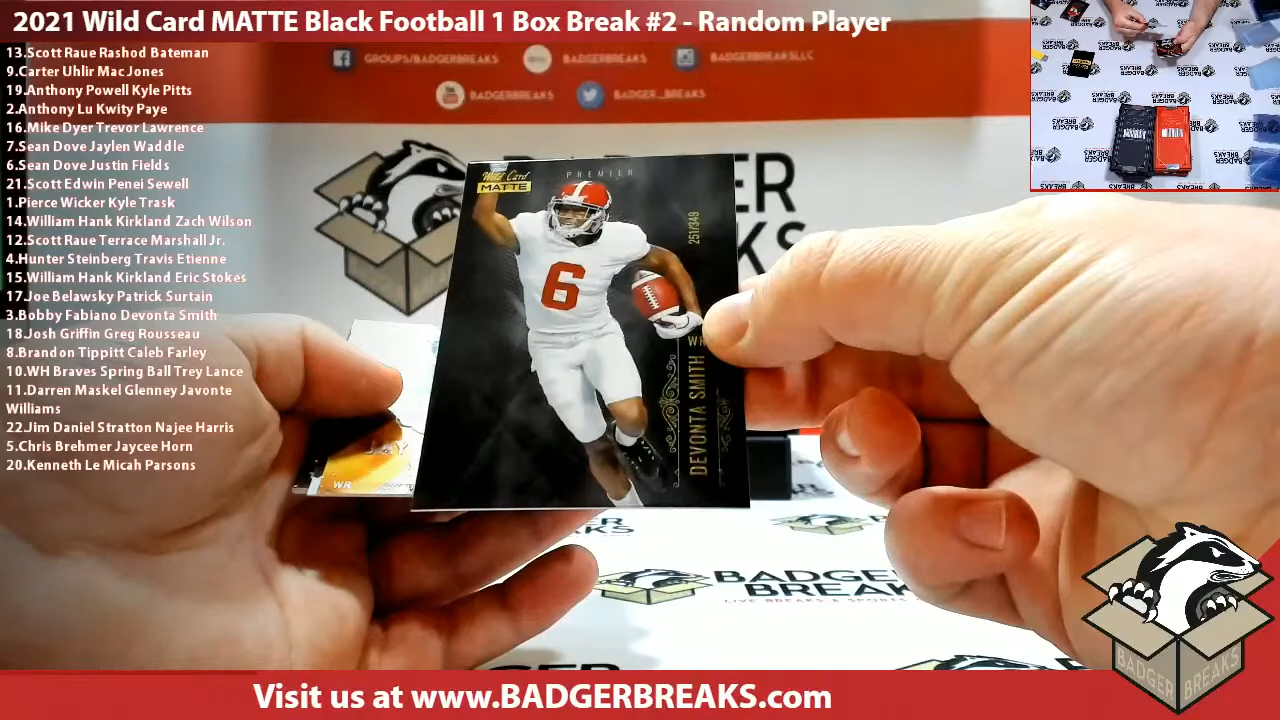 2021 Wild Card MATTE Black Football 1 Box Break #2 - Random Player
13.Scott Raue Rashod Bateman
9.Carter Uhlir Mac Jones
19.Anthony Powell Kyle Pitts
2.Anthony Lu Kwity Paye
16.Mike Dyer Trevor Lawrence
7.Sean Dove Jaylen Waddle
6.Sean Dove Justin Fields
21.Scott Edwin Penei Sewell
1.Pierce Wicker Kyle Trask
14.William Hank Kirkland Zach Wilson
12.Scott Raue Terrace Marshall Jr.
4.Hunter Steinberg Travis Etienne
15.William Hank Kirkland Eric Stokes
17.Joe Belawsky Patrick Surtain
3.Bobby Fabiano Devonta Smith
18.Josh Griffin Greg Rousseau
8.Brandon Tippitt Caleb Farley
10.WH Braves Spring Ball Trey Lance
11.Darren Maskel Glenney Javonte
Williams
22.Jim Daniel Stratton Najee Harris
5.Chris Brehmer Jaycee Horn
20.Kenneth Le Micah Parsons
GROUPS/BADGERBREAKS
BADGERBREAKS
BADGERBREAKSLLC
BADGERBREAKS
BADGER_BREAKS
Wild Card
MATTE
PREMIER
251/349
6
WR
DEVONTA SMITH
JAY
WR
BADGER
BREAKS
Visit us at www.BADGERBREAKS.com
BADGER BREAKS